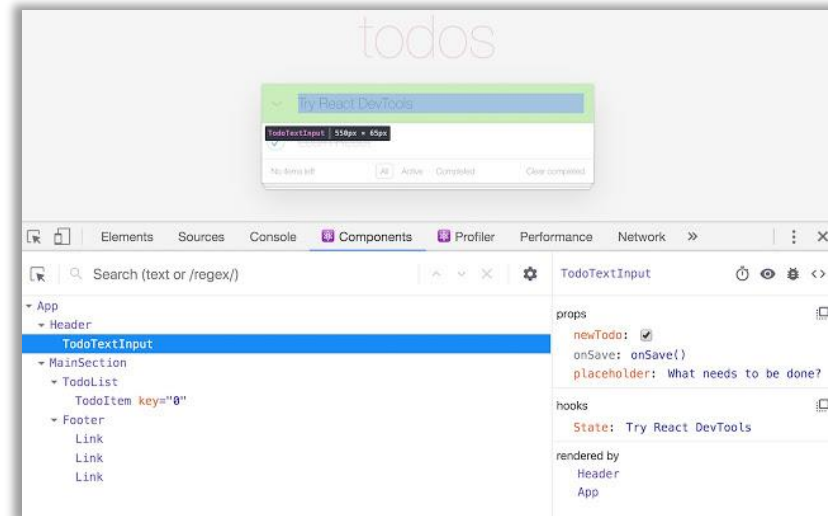 todos
Try React DevTools
TodoTextInput | 550px × 65px
Learn React
No items left All Active Completed Clear completed
Elements Sources Console Components Profiler Performance Network »
Search (text or /regex/)
App
Header
TodoTextInput
MainSection
TodoList
TodoItem key="0"
Footer
Link
Link
Link
TodoTextInput
props
newTodo:
onSave: onSave()
placeholder: What needs to be done?
hooks
State: Try React DevTools
rendered by
Header
App